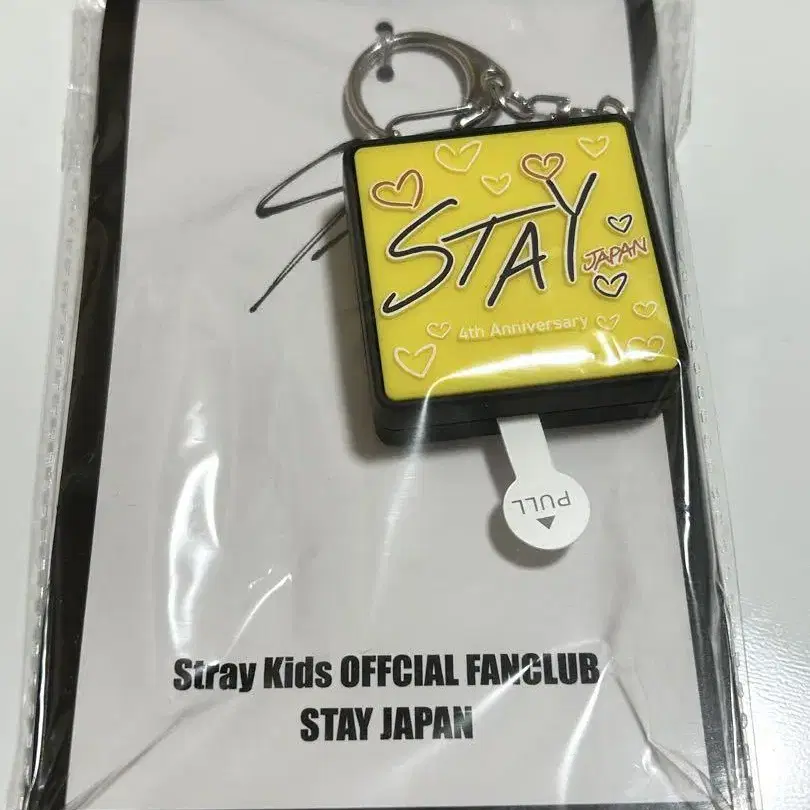 STAY
JAPAN
4th Anniversary
PULL
Stray Kids OFFCIAL FANCLUB
STAY JAPAN